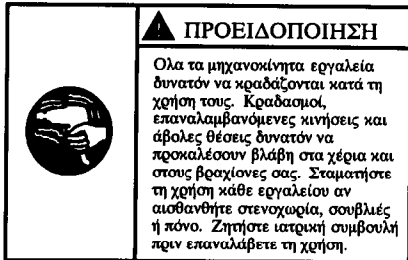 ΠΡΟΕΙΔΟΠΟΙΗΣΗ
Ολα τα μηχανοκίνητα εργαλεία
δυνατόν να κραδάζονται κατά τη
χρήση τους. Κραδασμοί,
επαναλαμβανόμενες κινήσεις και
άβολες θέσεις δυνατόν να
προκαλέσουν βλάβη στα χέρια και
στους βραχίονες σας. Σταματήστε
τη χρήση κάθε εργαλείου αν
αισθανθήτε στενοχωρία, σουβλιές
ή πόνο. Ζητήστε ιατρική συμβουλή
πριν επαναλάβετε τη χρήση.